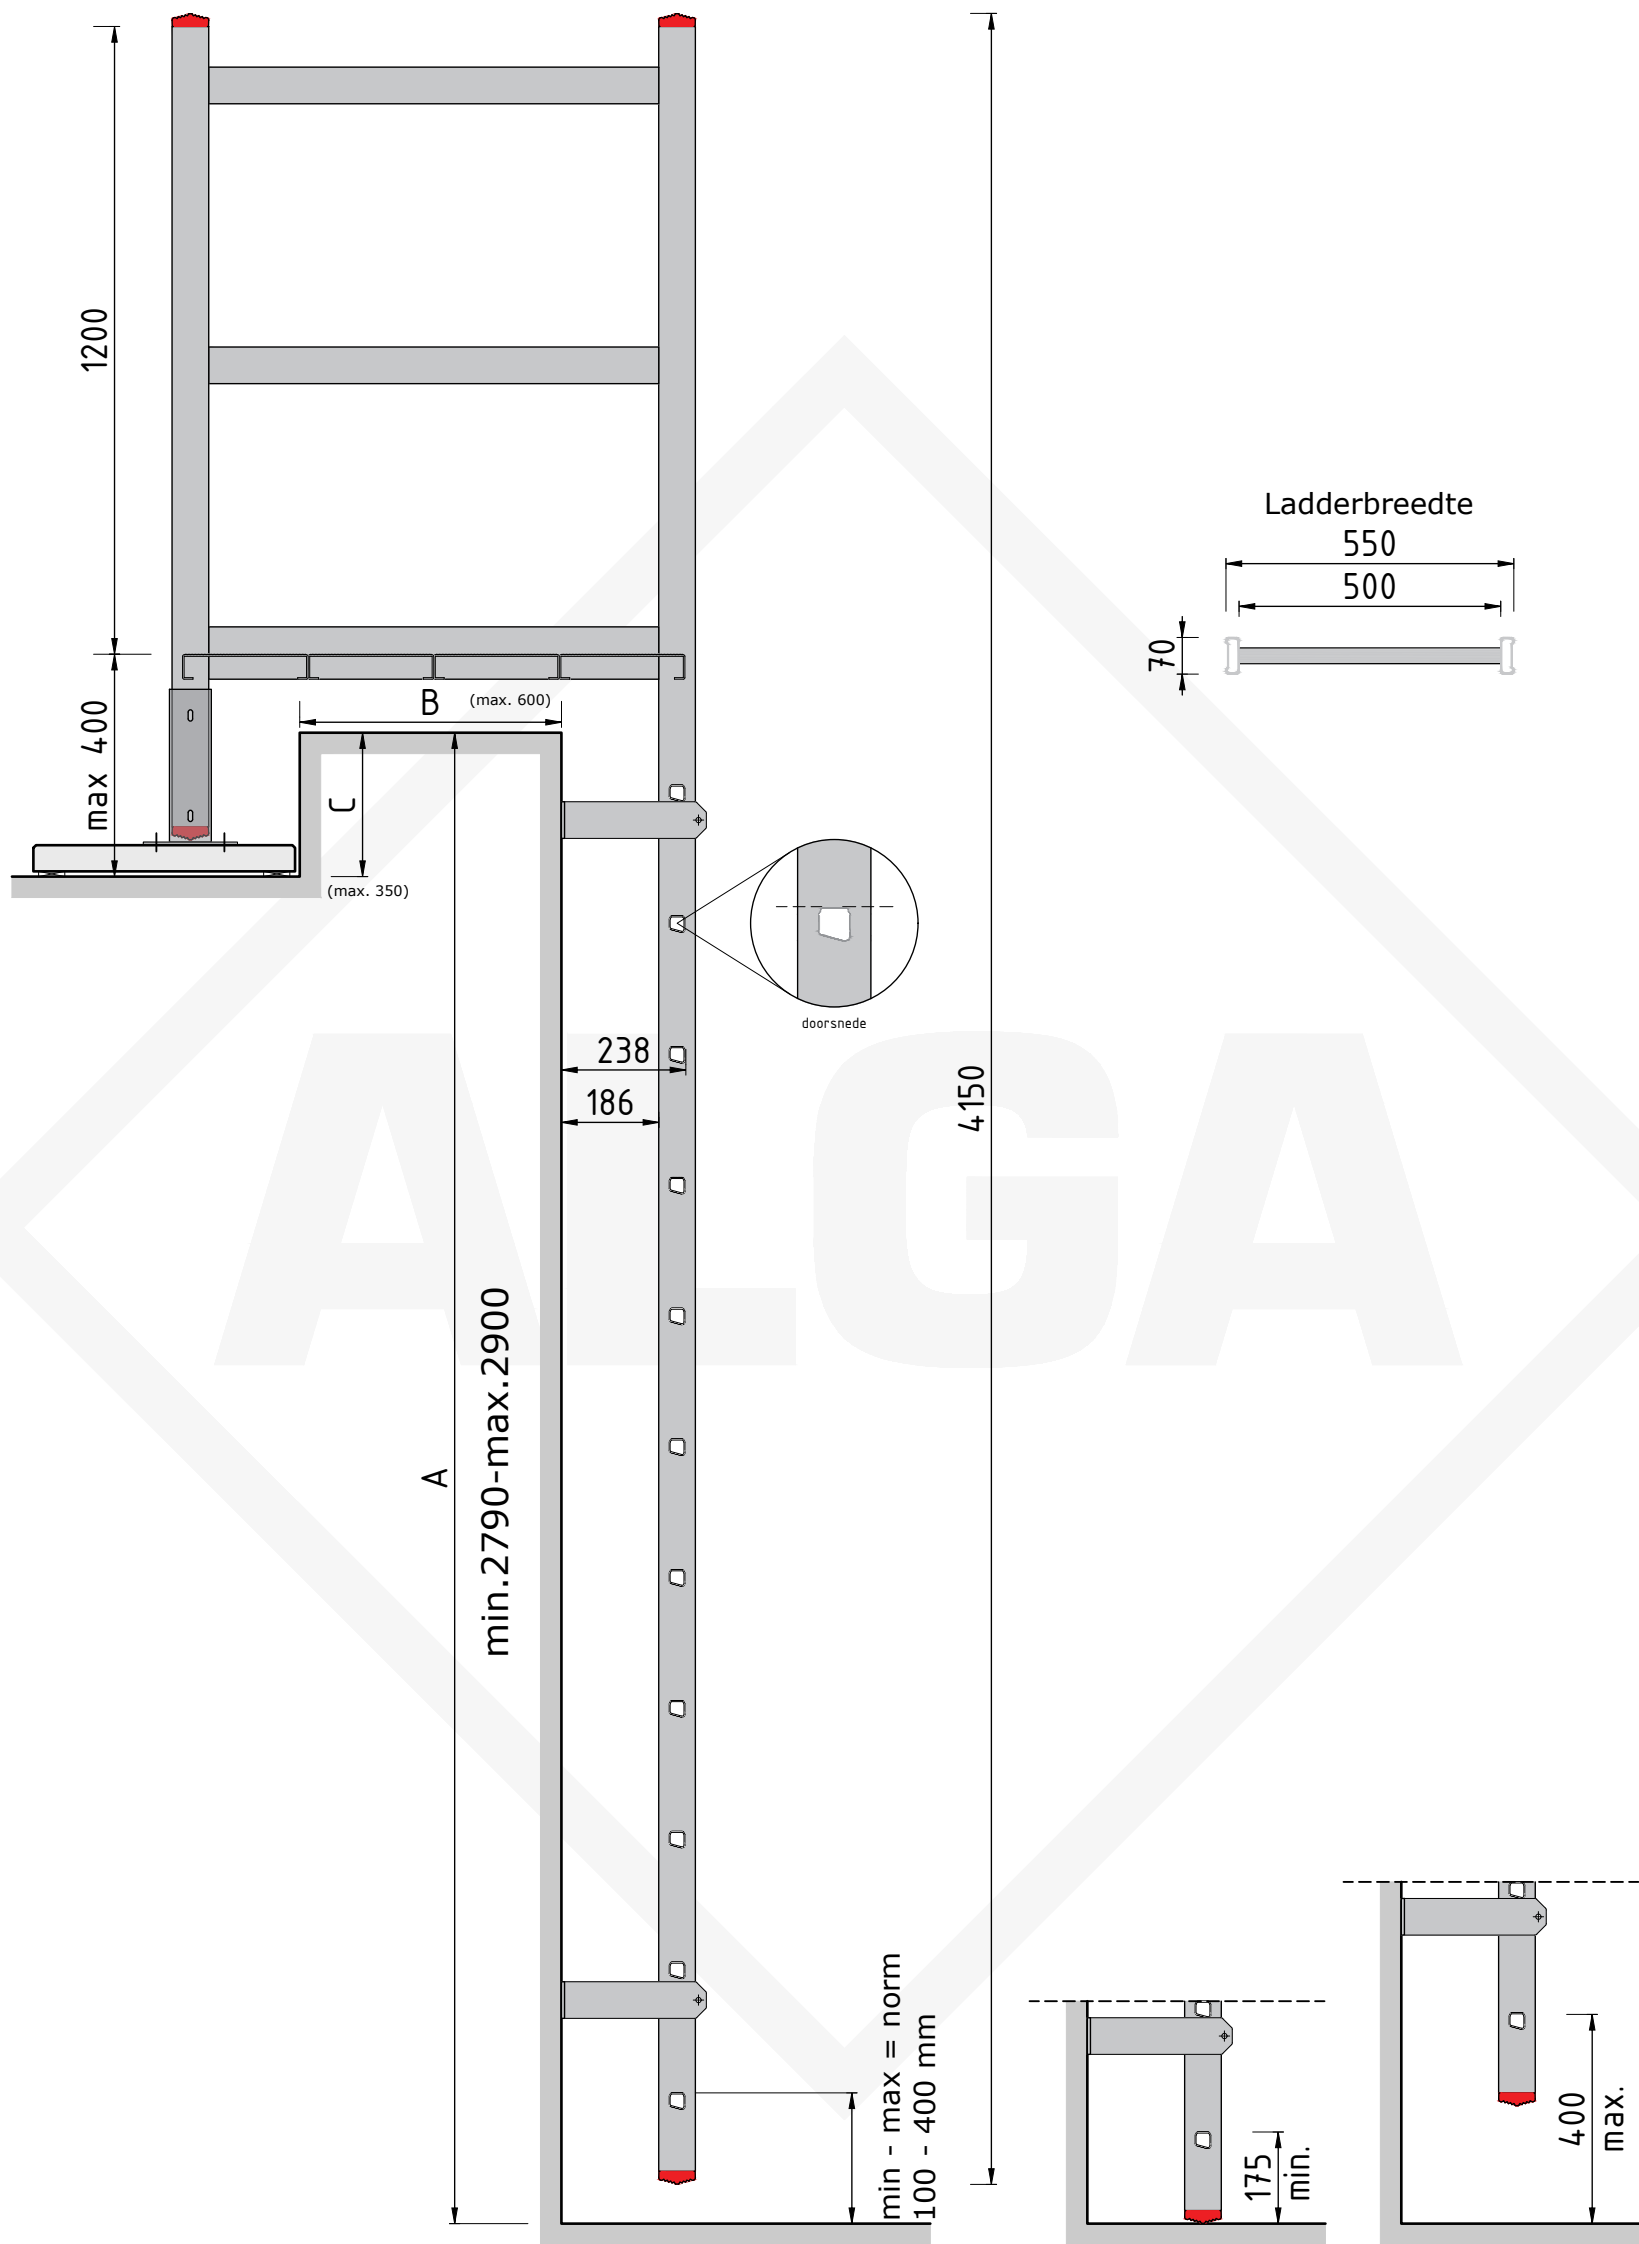 1200
max 400
B (max. 600)
C
(max. 350)
Ladderbreedte
550
500
70
doorsnede
238
186
4150
A
min.2790-max.2900
min - max = norm
100 - 400 mm
175
min.
400
max.
ALGA